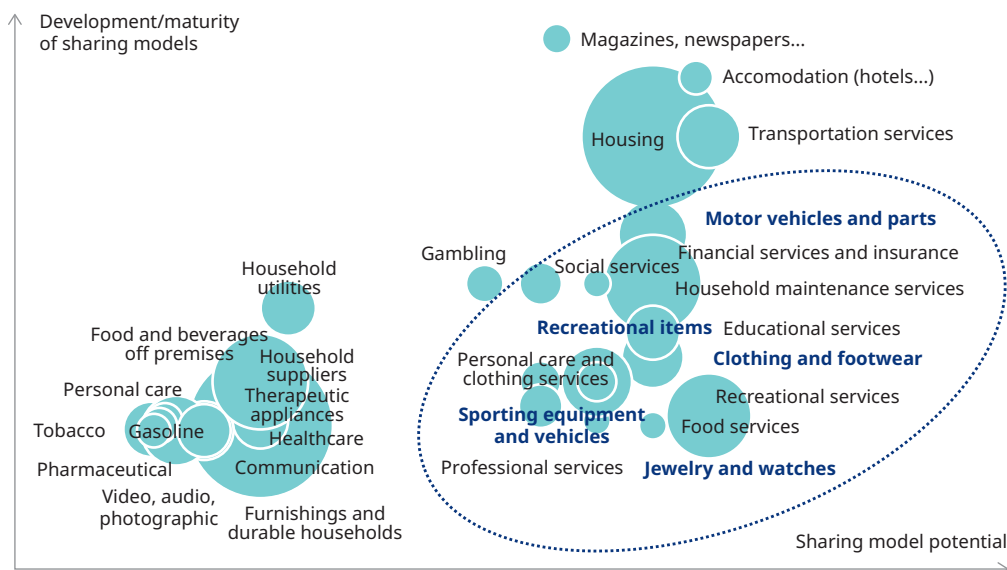 Development/maturity
of sharing models
Magazines, newspapers...
Accomodation (hotels...)
Housing
Transportation services
Motor vehicles and parts
Gambling
Financial services and insurance
Social services
Household
utilities
Household maintenance services
Recreational items
Educational services
Food and beverages
off premises
Household
suppliers
Personal care and
clothing services
Clothing and footwear
Personal care
Therapeutic
appliances
Recreational services
Sporting equipment
and vehicles
Food services
Tobacco
Gasoline
Healthcare
Pharmaceutical
Communication
Professional services
Jewelry and watches
Video, audio,
photographic
Furnishings and
durable households
Sharing model potential